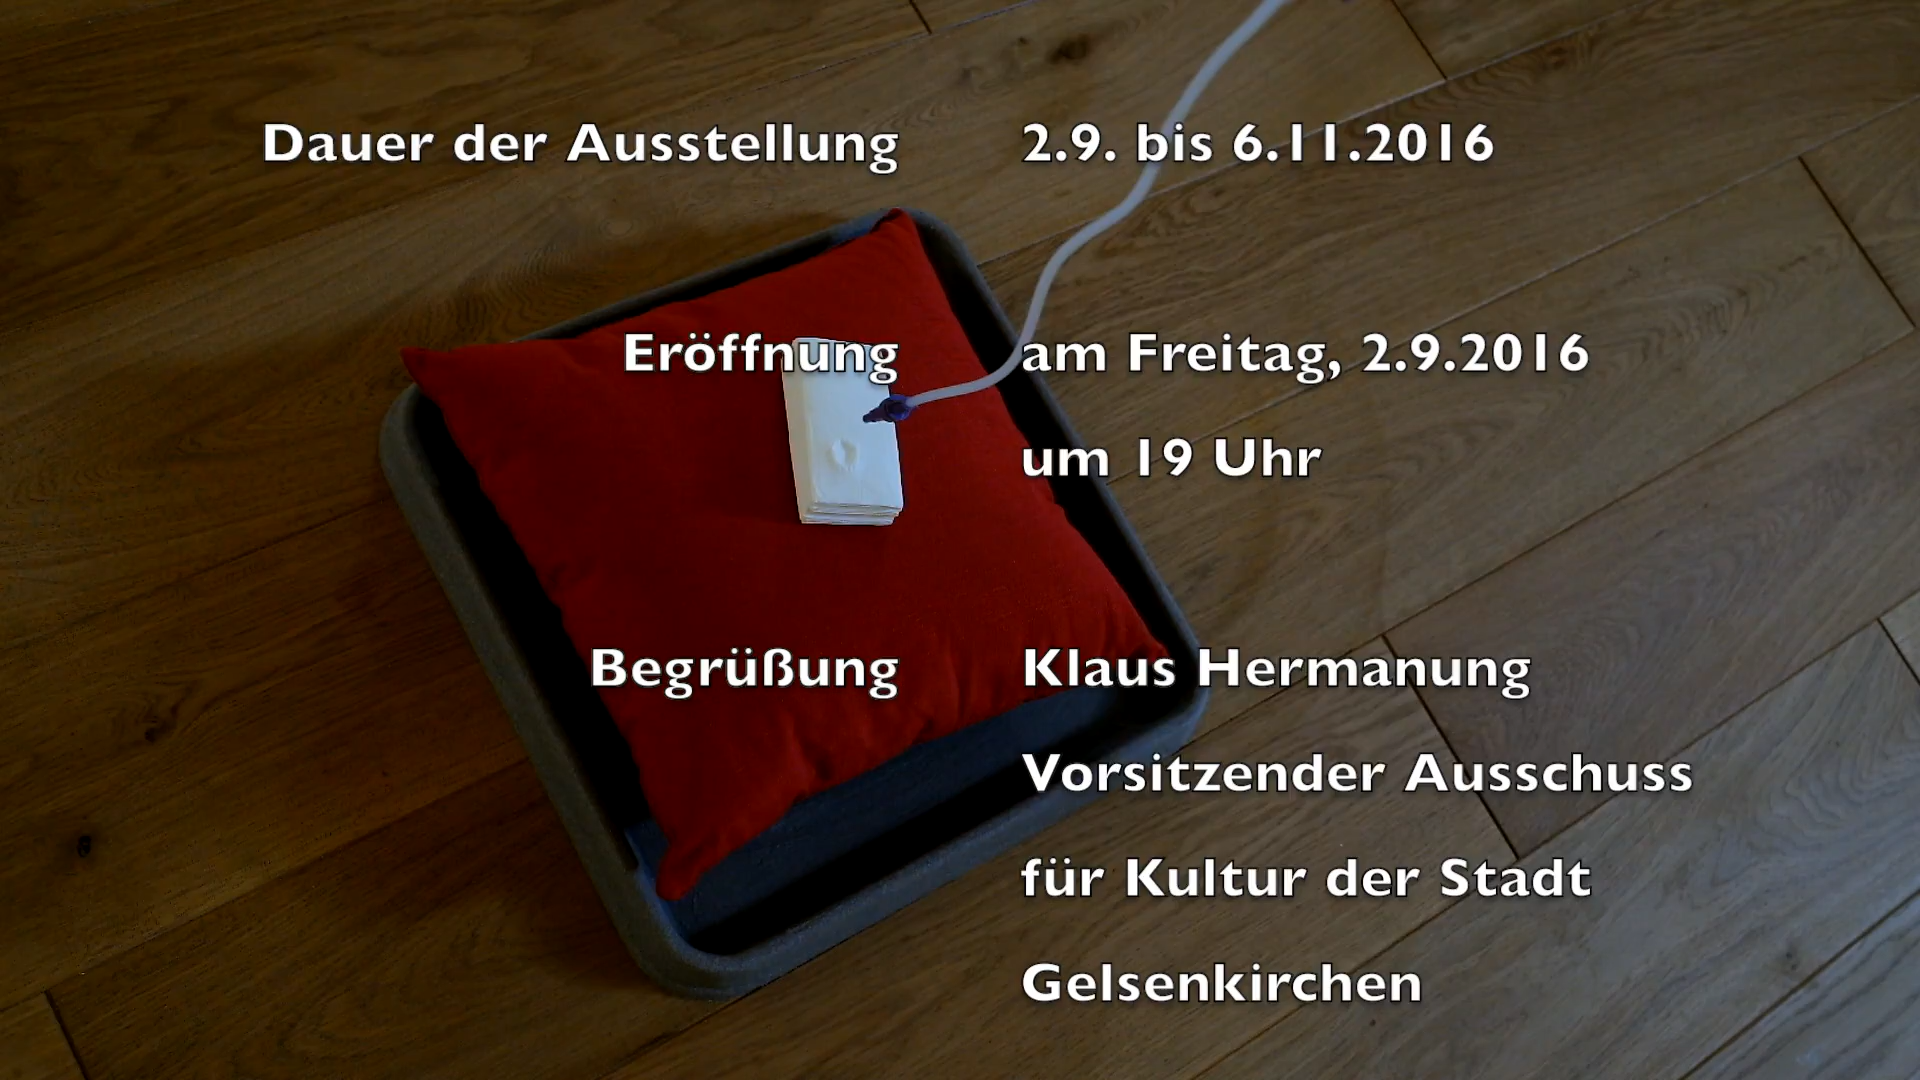 Dauer der Ausstellung 2.9. bis 6.11.2016
Eröffnung am Freitag, 2.9.2016
um 19 Uhr
Begrüßung Klaus Hermanung
Vorsitzender Ausschuss
für Kultur der Stadt
Gelsenkirchen